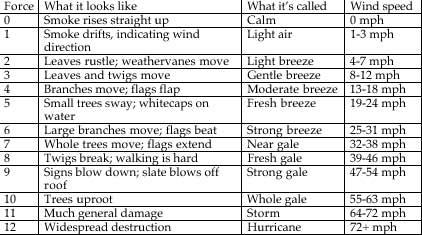 Force What it looks like What it's called Wind speed
0 Smoke rises straight up Calm 0 mph
1 Smoke drifts, indicating wind Light air 1-3 mph
direction
2 Leaves rustle; weathervanes move Light breeze 4-7 mph
3 Leaves and twigs move Gentle breeze 8-12 mph
4 Branches move; flags flap Moderate breeze 13-18 mph
5 Small trees sway; whitecaps on Fresh breeze 19-24 mph
water
6 Large branches move; flags beat Strong breeze 25-31 mph
7 Whole trees move; flags extend Near gale 32-38 mph
8 Twigs break; walking is hard Fresh gale 39-46 mph
9 Signs blow down; slate blows off Strong gale 47-54 mph
roof
10 Trees uproot Whole gale 55-63 mph
11 Much general damage Storm 64-72 mph
12 Widespread destruction Hurricane 72+ mph